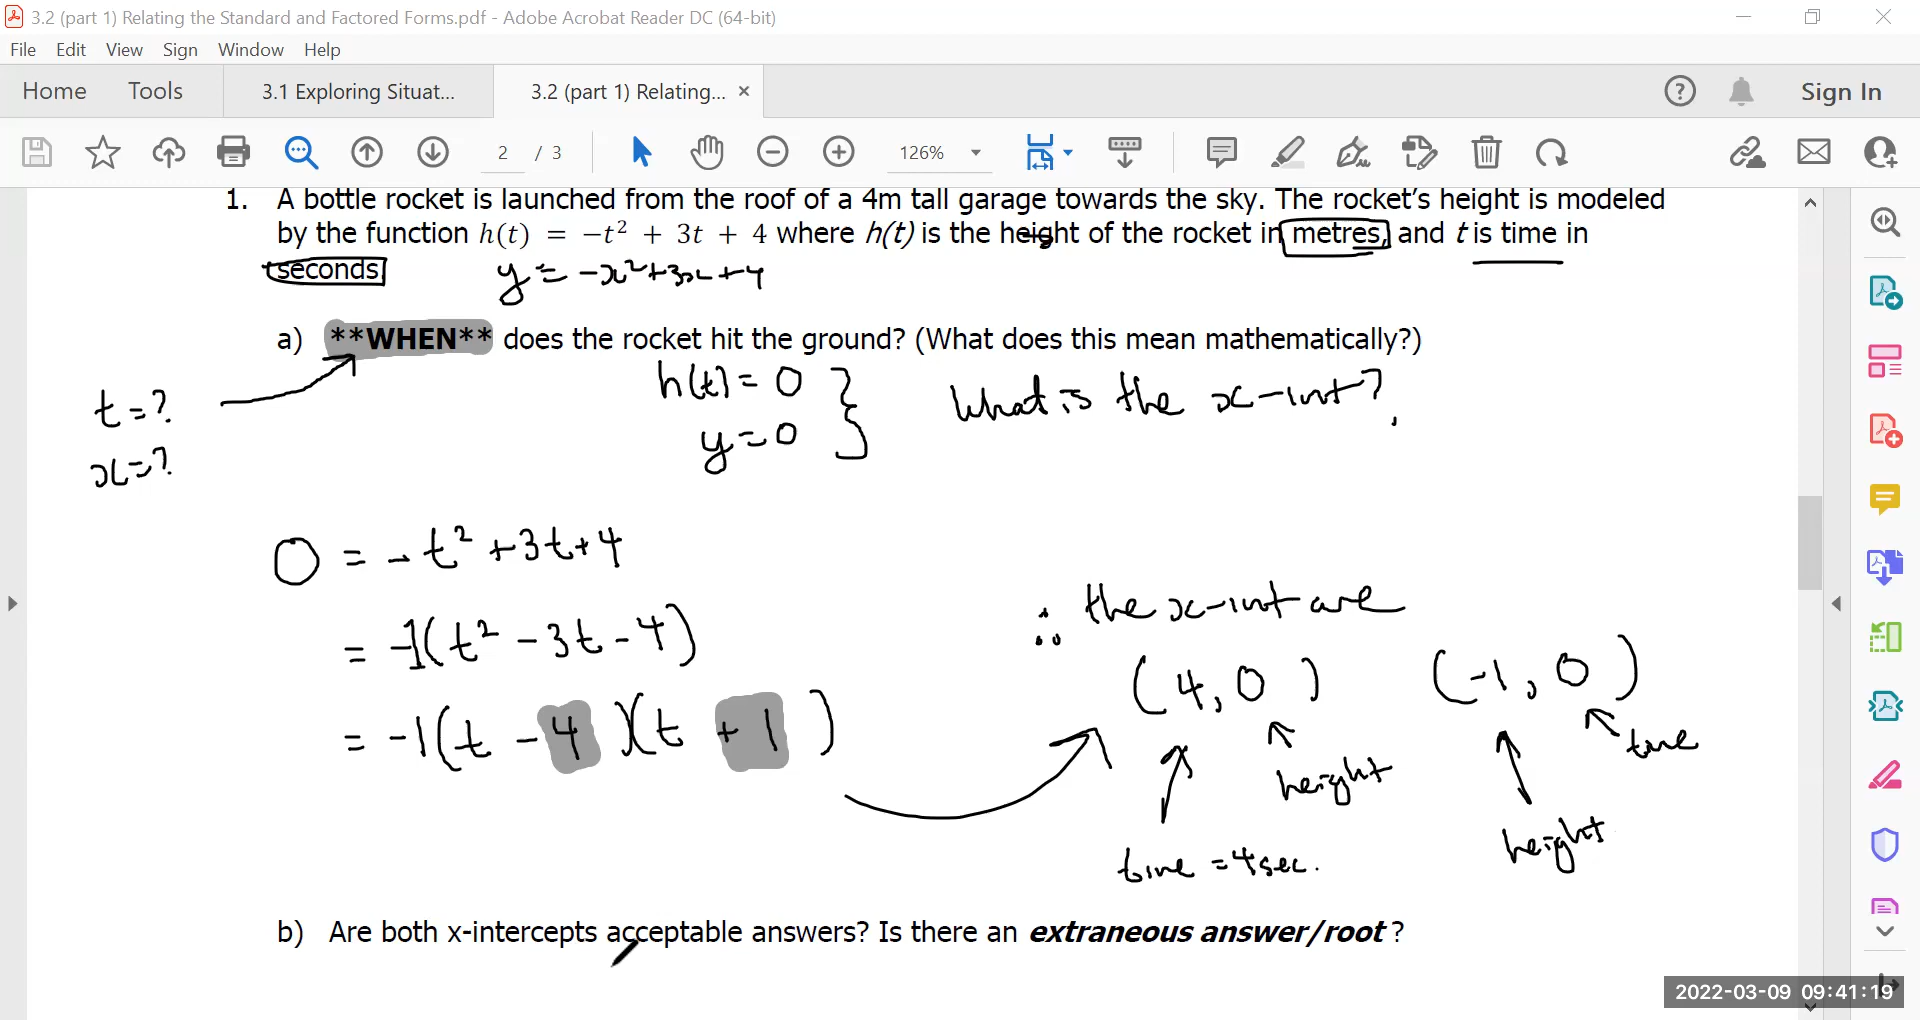 3.2 (part 1) Relating the Standard and Factored Forms.pdf - Adobe Acrobat Reader DC (64-bit)
File Edit View Sign Window Help
Home Tools 3.1 Exploring Situat... 3.2 (part 1) Relating... × Sign In
2 / 3 126%
1. A bottle rocket is launched from the roof of a 4m tall garage towards the sky. The rocket's height is modeled
by the function h(t) = −t² + 3t + 4 where h(t) is the height of the rocket in metres, and t is time in
seconds.
y = -x²+3x+4
a) **WHEN** does the rocket hit the ground? (What does this mean mathematically?)
t=?
x=?
h(t) = 0
y=0
What is the x-int?
0 = -t² +3t+4
= -1(t² -3t -4)
= -1(t -4)(t +1)
∴ the x-int are
(4, 0) (-1, 0)
height
time
time = 4 sec.
height
b) Are both x-intercepts acceptable answers? Is there an extraneous answer/root?
2022-03-09 09:41:19